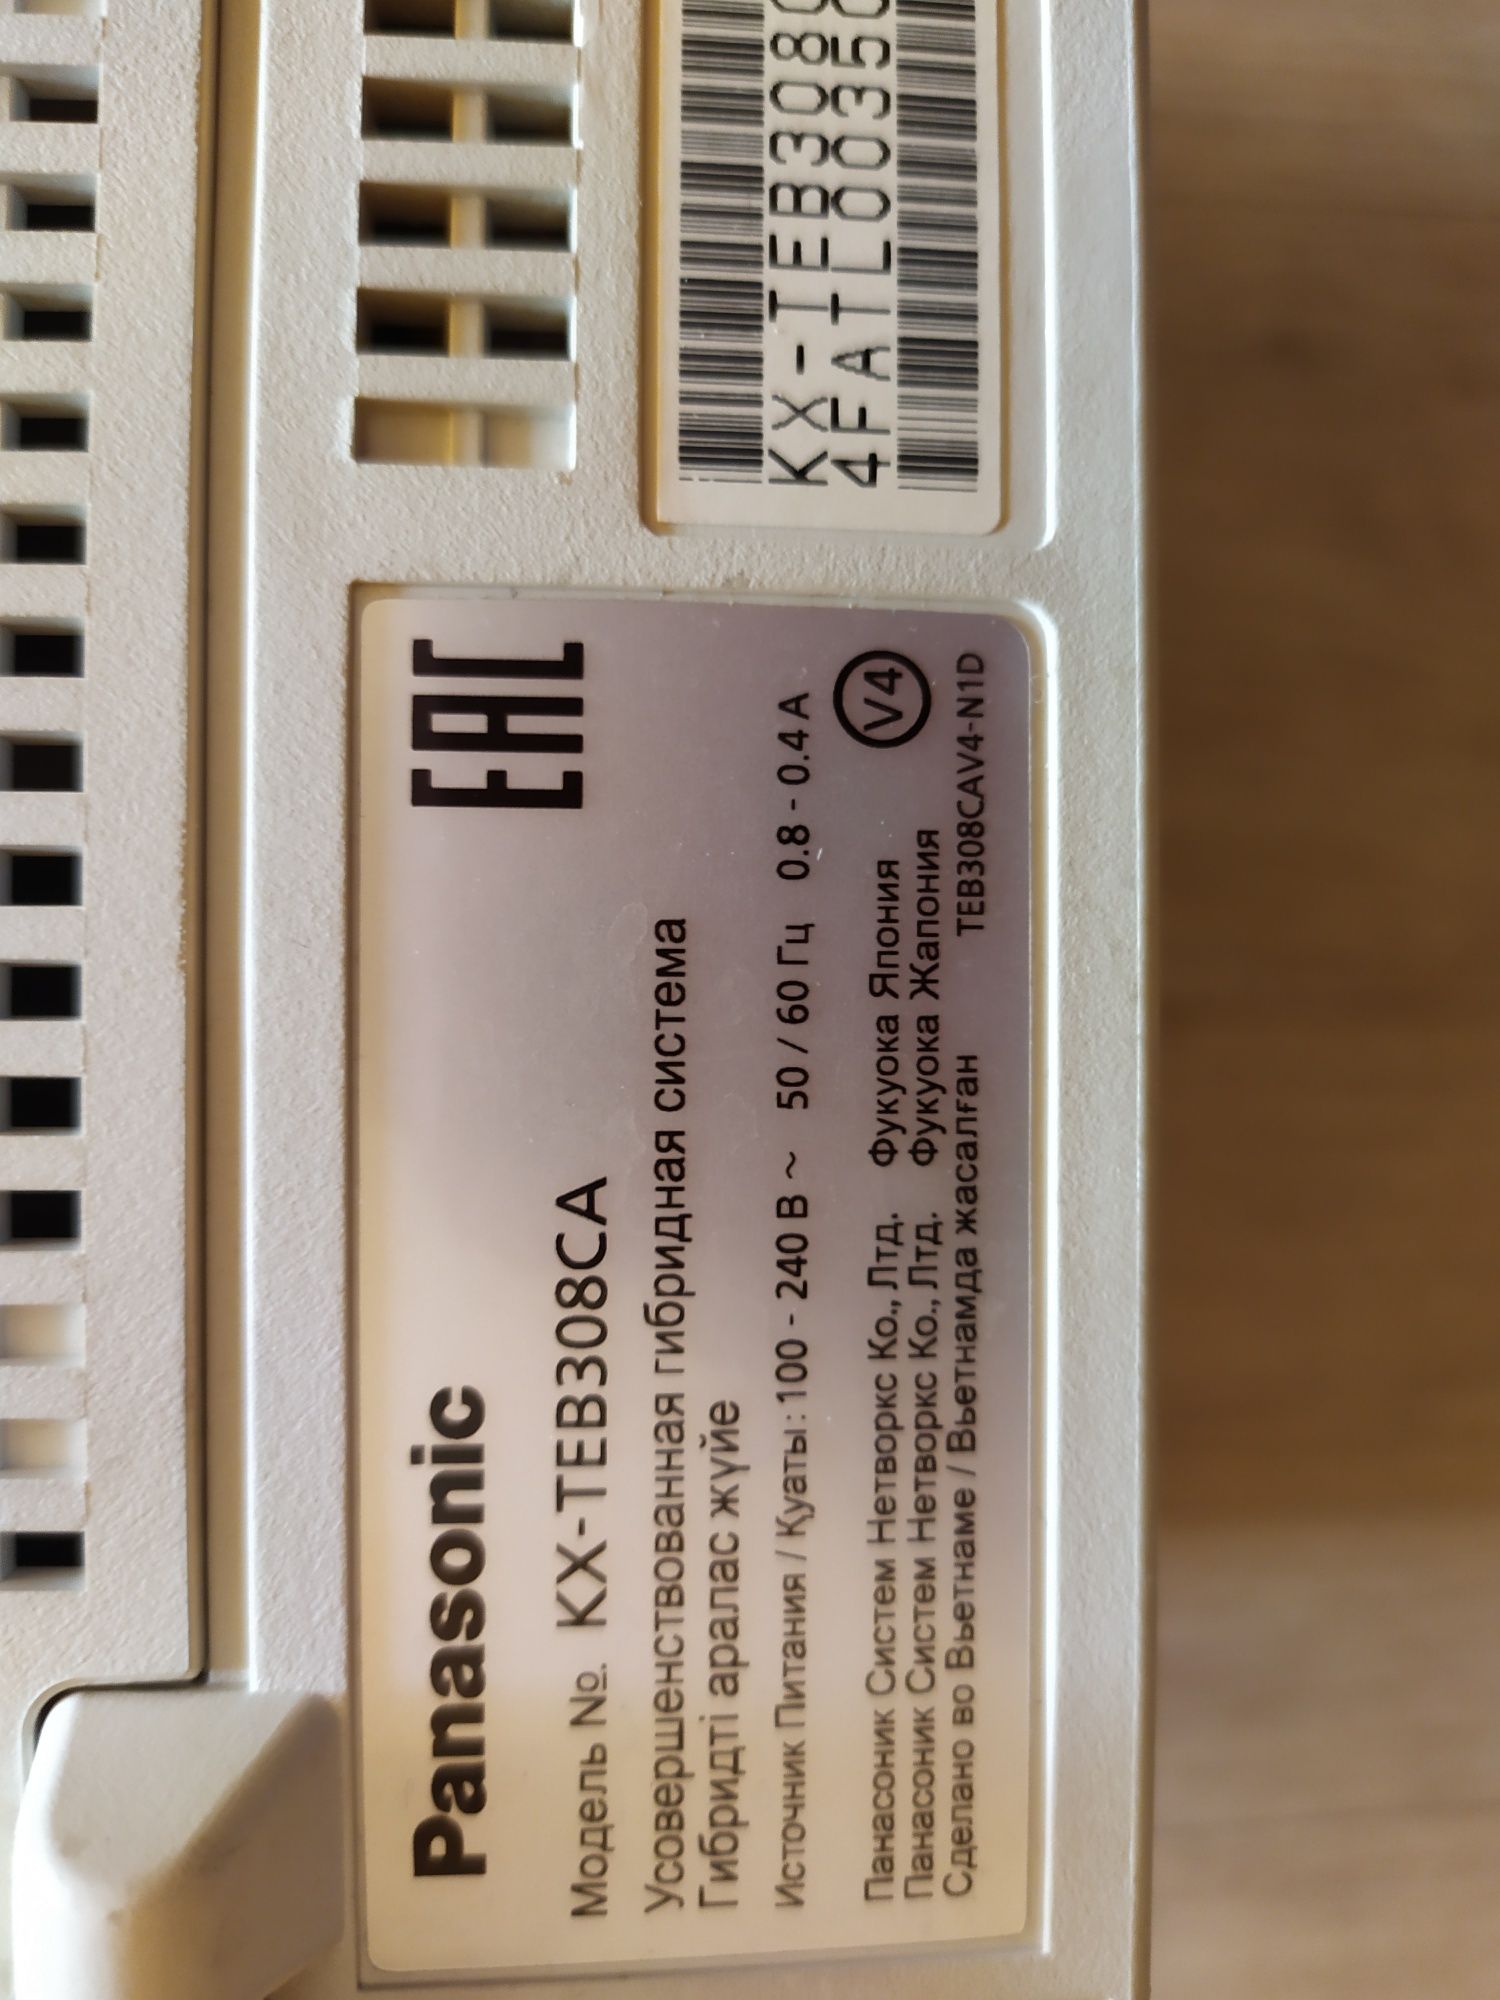 Panasonic
EAC
Модель №. KX-TEB308CA
Усовершенствованная гибридная система
Гибридті аралас жүйе
Источник Питания / Қуаты: 100 - 240 В ~ 50 / 60 Гц 0.8 - 0.4 А
Панасоник Систем Нетворкс Ко., Лтд. Фукуока Япония
Панасоник Систем Нетворкс Ко., Лтд. Фукуока Жапония
Сделано во Вьетнаме / Вьетнамда жасалған
V4
TEB308CAV4-N1D
KX-TEB308C
4FATL00350